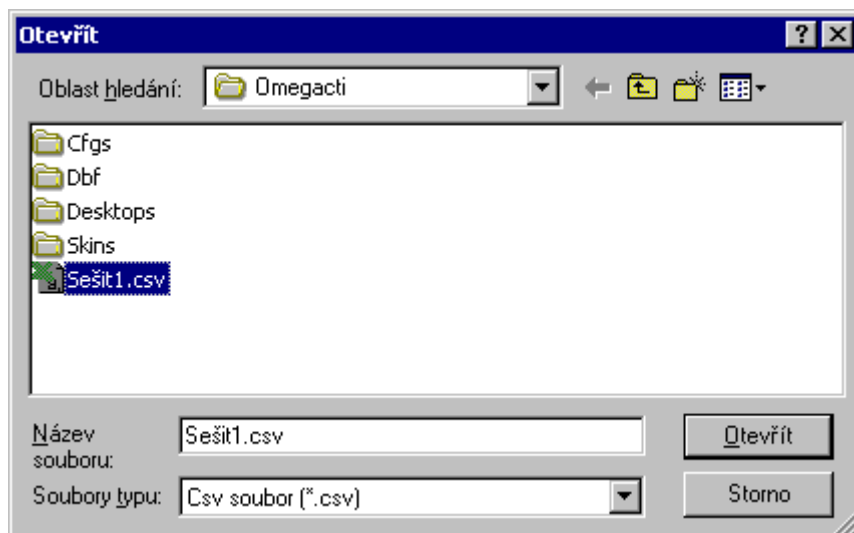 Otevřít
Oblast hledání: Omegacti
Cfgs
Dbf
Desktops
Skins
Sešit1.csv
Název souboru: Sešit1.csv Otevřít
Soubory typu: Csv soubor (*.csv) Storno